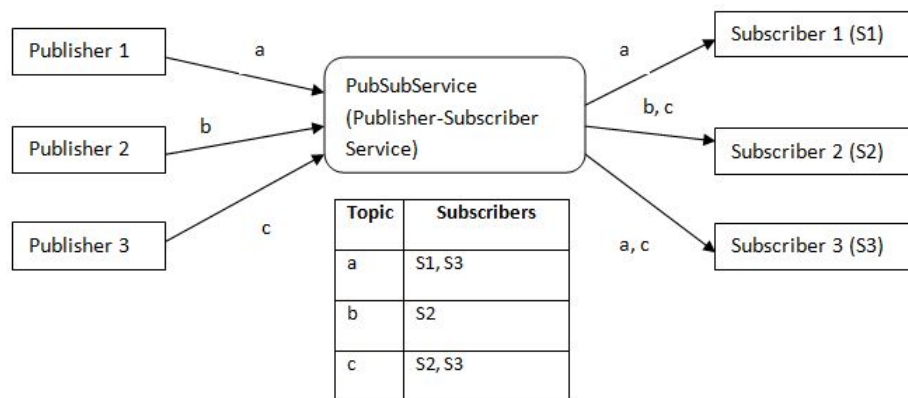 Publisher 1
a
Publisher 2
b
Publisher 3
c
PubSubService
(Publisher-Subscriber
Service)
a
Subscriber 1 (S1)
b, c
Subscriber 2 (S2)
a, c
Subscriber 3 (S3)
Topic Subscribers
a S1, S3
b S2
c S2, S3